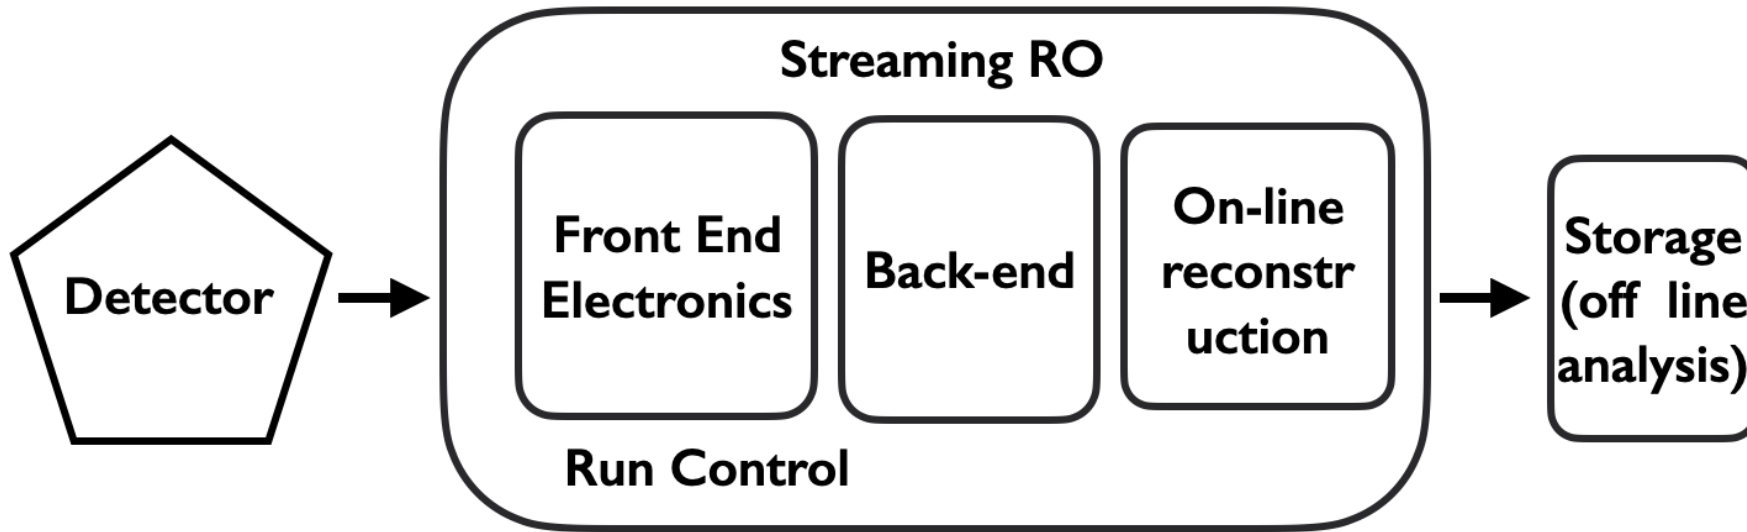 Streaming RO
Detector
Front End
Electronics
Back-end
On-line
reconstr
uction
Run Control
Storage
(off line
analysis)